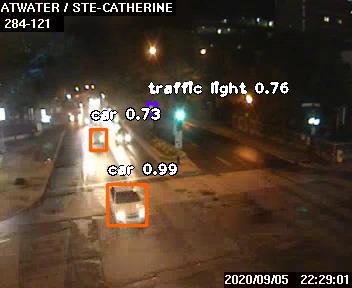 ATWATER / STE-CATHERINE
284-121
traffic light 0.76
car 0.73
car 0.99
2020/09/05 22:29:01